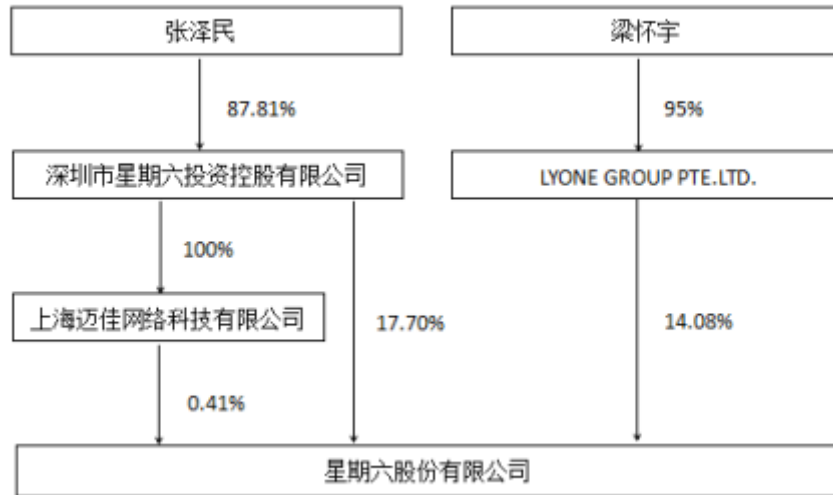 张泽民
梁怀宇
87.81%
95%
深圳市星期六投资控股有限公司
LYONE GROUP PTE.LTD.
100%
上海迈佳网络科技有限公司
17.70%
14.08%
0.41%
星期六股份有限公司